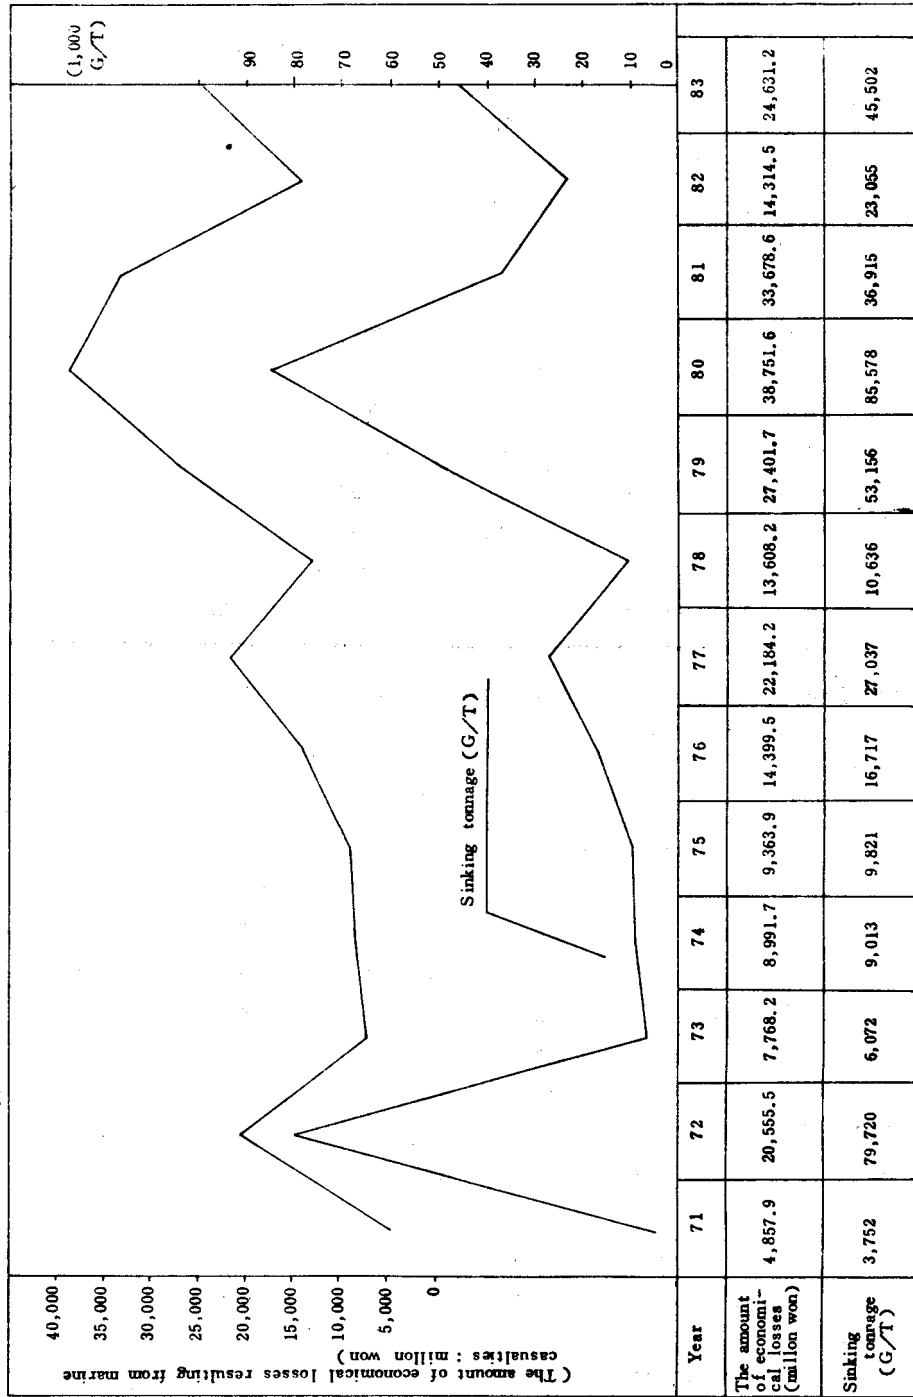 (The amount of economical losses resulting from marine
casualties : millon won)
40,000
35,000
30,000
25,000
20,000
15,000
10,000
5,000
0
(1,000
G/T)
90
85
80
70
60
50
40
30
20
10
0
Sinking tonnage (G/T)
Year 71 72 73 74 75 76 77 78 79 80 81 82 83
The amount
of economi-
cal losses
(million won)
4,857.9 20,555.5 7,768.2 8,991.7 9,363.9 14,399.5 22,184.2 13,608.2 27,401.7 38,751.6 33,678.6 14,314.5 24,631.2
Sinking
tonnage
(G/T)
3,752 79,720 6,072 9,013 9,821 16,717 27,037 10,636 53,156 85,578 36,915 23,055 45,502